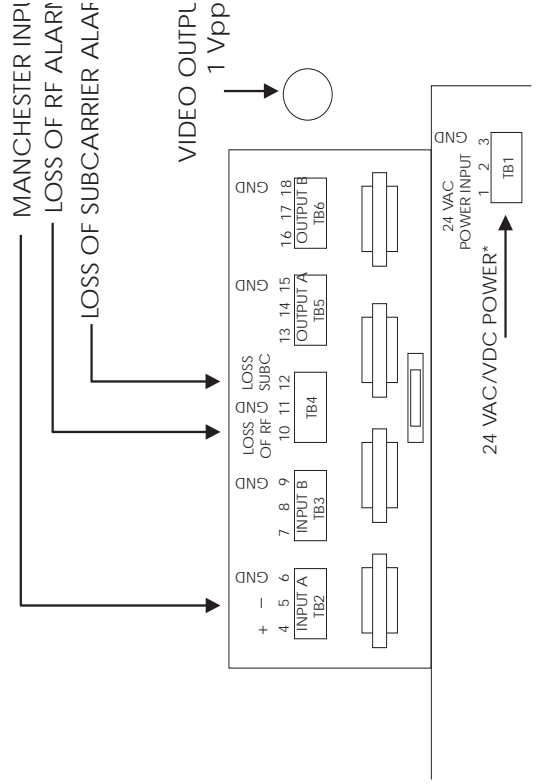 MANCHESTER INPU
LOSS OF RF ALARM
LOSS OF SUBCARRIER ALAR
VIDEO OUTPU
1 Vpp
+ – GND
4 5 6
INPUT A
TB2
GND
7 8 9
INPUT B
TB3
LOSS OF RF
GND
LOSS SUBC
10 11 12
TB4
GND
13 14 15
OUTPUT A
TB5
GND
16 17 18
OUTPUT B
TB6
24 VAC
POWER INPUT
GND
1 2 3
TB1
24 VAC/VDC POWER*